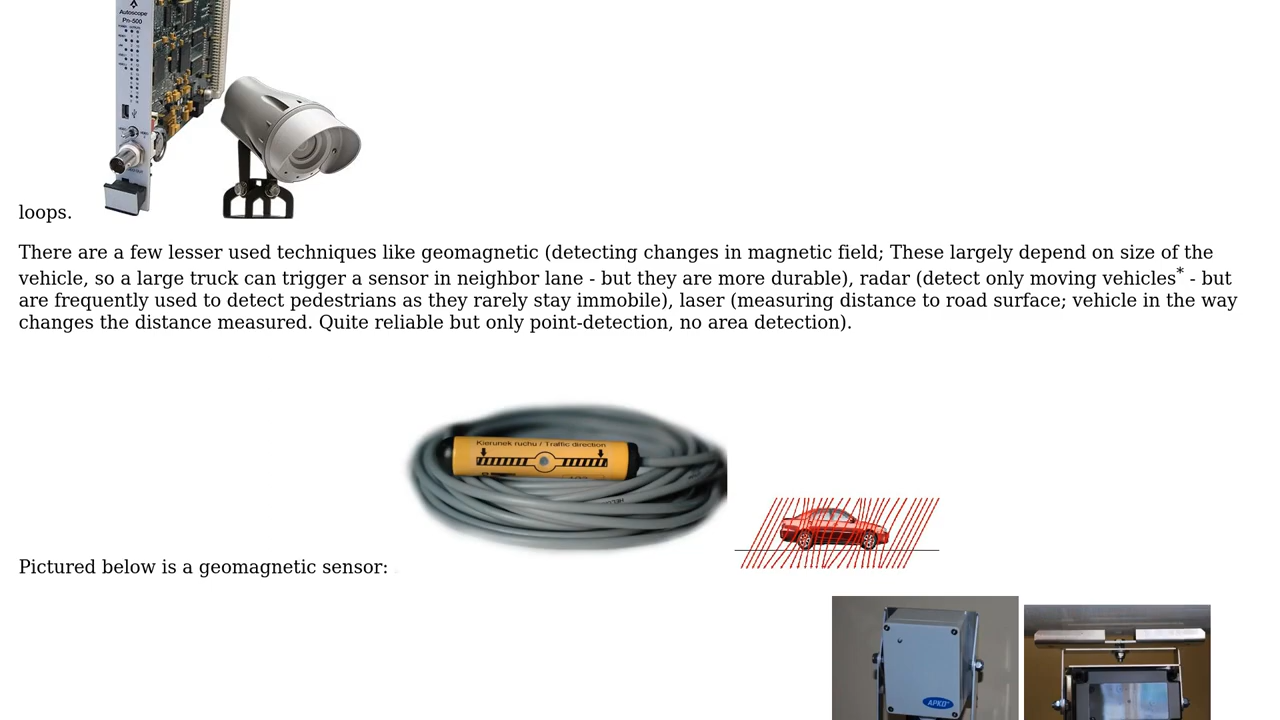 Autoscope
Pn-500
loops.
There are a few lesser used techniques like geomagnetic (detecting changes in magnetic field; These largely depend on size of the
vehicle, so a large truck can trigger a sensor in neighbor lane - but they are more durable), radar (detect only moving vehicles* - but
are frequently used to detect pedestrians as they rarely stay immobile), laser (measuring distance to road surface; vehicle in the way
changes the distance measured. Quite reliable but only point-detection, no area detection).
Kierunek ruchu / Traffic direction
Pictured below is a geomagnetic sensor:
APKO